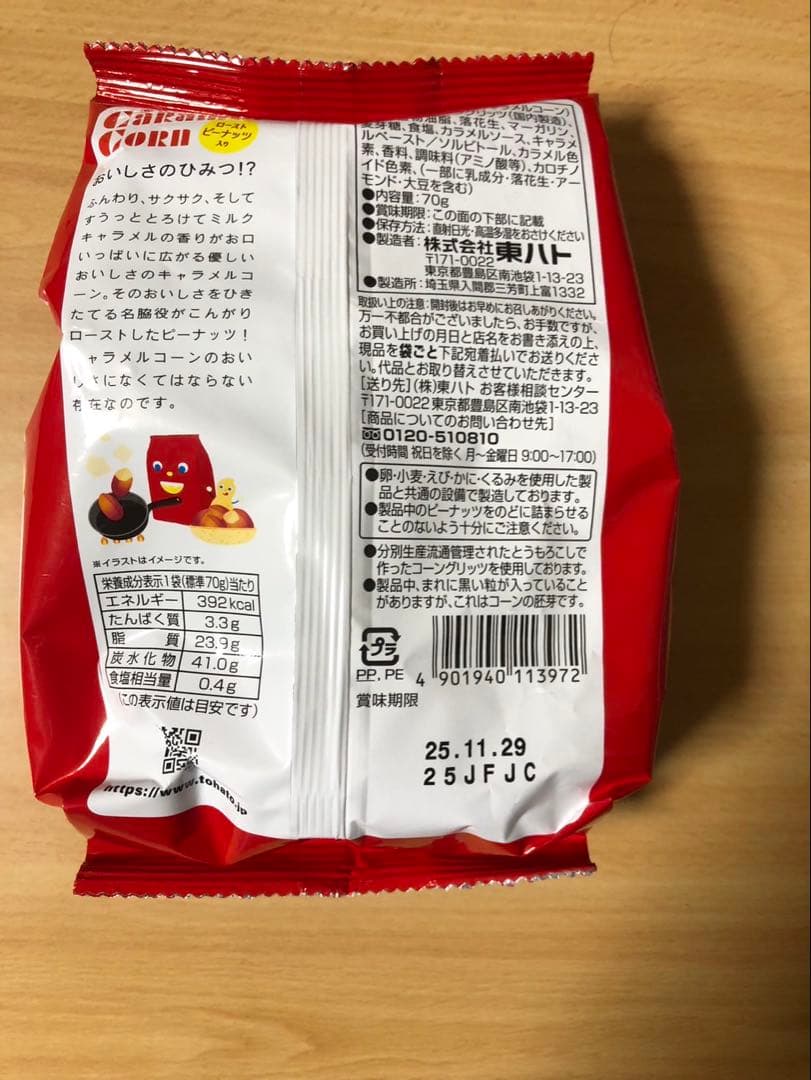 Caramel
CORN
ロースト
ピーナッツ
入り
おいしさのひみつ!?
ふんわり、サクサク、そして
すうっととろけてミルク
キャラメルの香りがお口
いっぱいに広がる優しい
おいしさのキャラメルコ
ーン。そのおいしさをひき
たてる名脇役がこんがり
ローストしたピーナッツ!
キャラメルコーンのおい
しさになくてはならない
存在なのです。
※イラストはイメージです。
栄養成分表示1袋(標準70g)当たり
エネルギー 392kcal
たんぱく質 3.3g
脂質 23.9g
炭水化物 41.0g
食塩相当量 0.4g
(この表示値は目安です)
https://www.tohato.jp
油脂、落花生、マーガリン、
麦芽糖、食塩、カラメルソース、キャラメ
ルペースト/ソルビトール、カラメル色
素、香料、調味料(アミノ酸等)、カロチノ
イド色素、(一部に乳成分・落花生・アー
モンド・大豆を含む)
●内容量:70g
●賞味期限:この面の下部に記載
●保存方法:直射日光・高温多湿をおさけください
●製造者:株式会社東ハト
〒171-0022
東京都豊島区南池袋1-13-23
●製造所:埼玉県入間郡三芳町上富1332
取扱い上の注意:開封後はお早めにお召しあがりください。
万一不都合がございましたら、お手数ですが、
お買い上げの月日と店名をお書き添えの上、
現品を袋ごと下記宛着払いでお送りくださ
い。代品とお取り替えさせていただきます。
[送り先](株)東ハト お客様相談センター
〒171-0022東京都豊島区南池袋1-13-23
[商品についてのお問い合わせ先]
0120-510810
(受付時間 祝日を除く 月〜金曜日 9:00〜17:00)
●卵・小麦・えび・かに・くるみを使用した製
品と共通の設備で製造しております。
●製品中のピーナッツをのどに詰まらせる
ことのないよう十分にご注意ください。
●分別生産流通管理されたとうもろこしで
作ったコーングリッツを使用しております。
●製品中、まれに黒い粒が入っていること
がありますが、これはコーンの胚芽です。
プラ
PP, PE
4 901940 113972
賞味期限
25.11.29
25JFJC